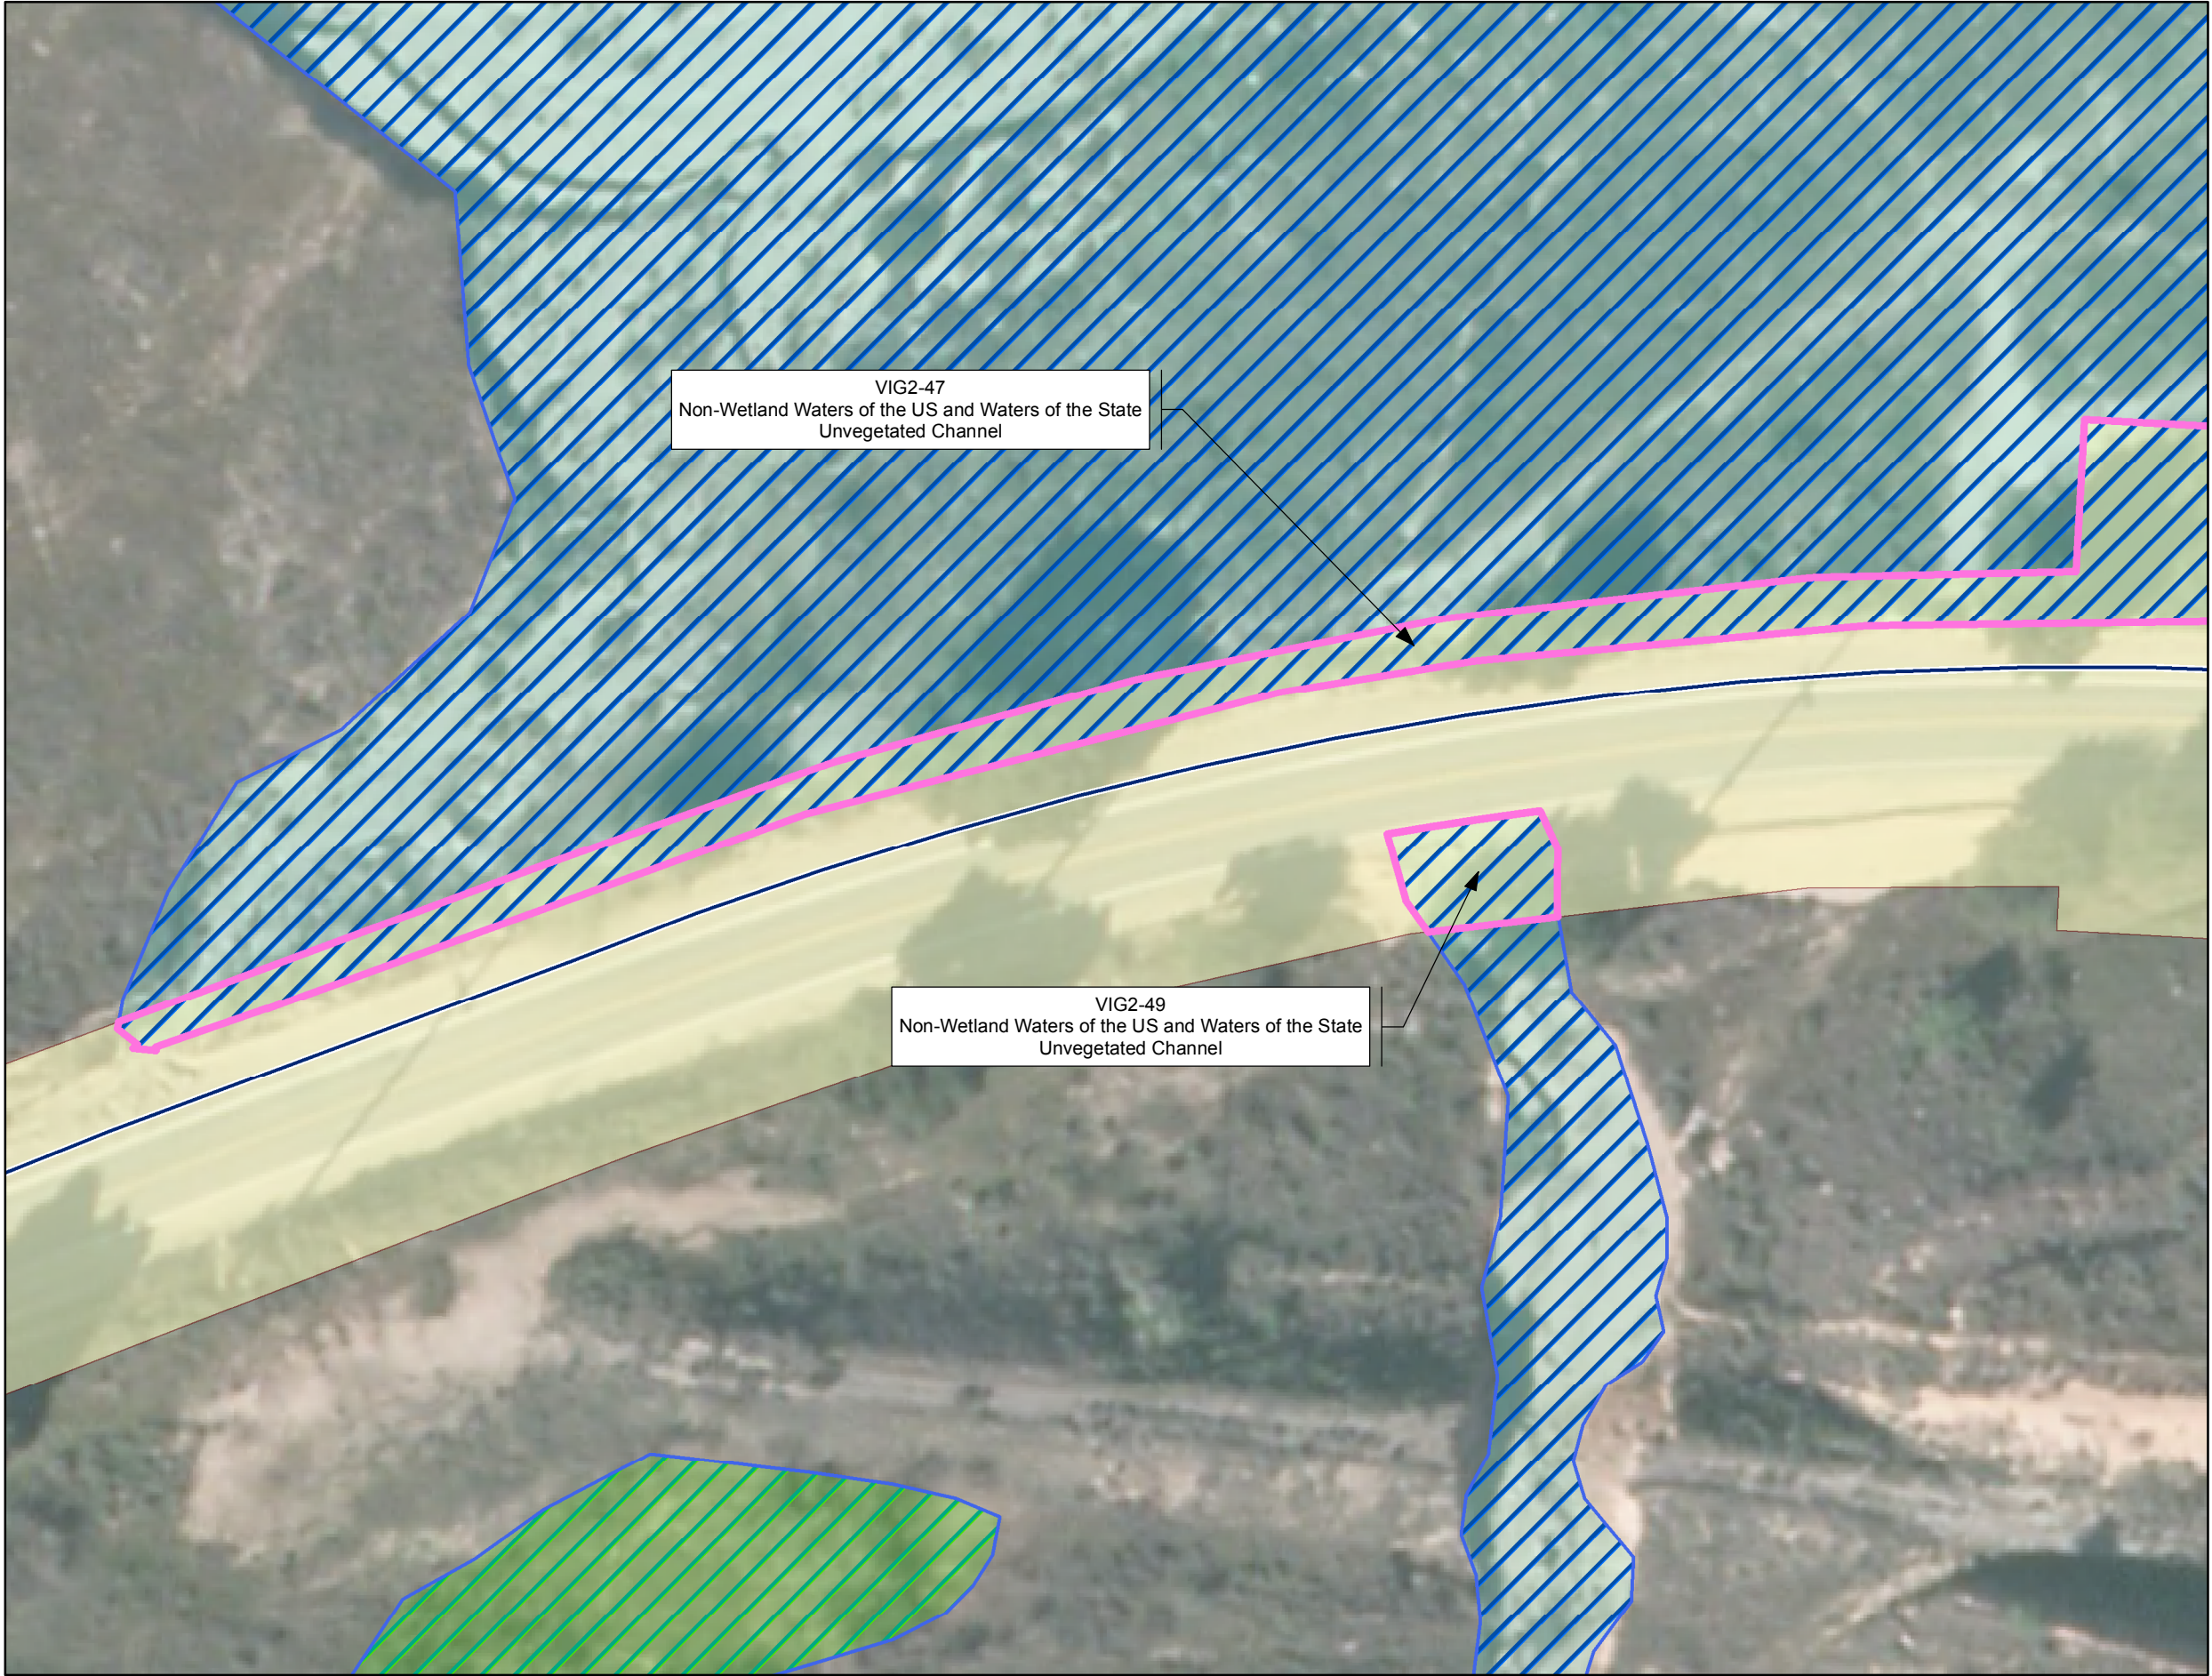 VIG2-47
Non-Wetland Waters of the US and Waters of the State
Unvegetated Channel
VIG2-49
Non-Wetland Waters of the US and Waters of the State
Unvegetated Channel